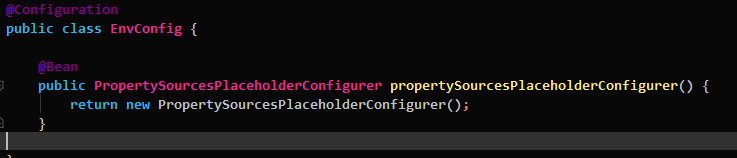 @Configuration
public class EnvConfig {
@Bean
public PropertySourcesPlaceholderConfigurer propertySourcesPlaceholderConfigurer() {
return new PropertySourcesPlaceholderConfigurer();
}